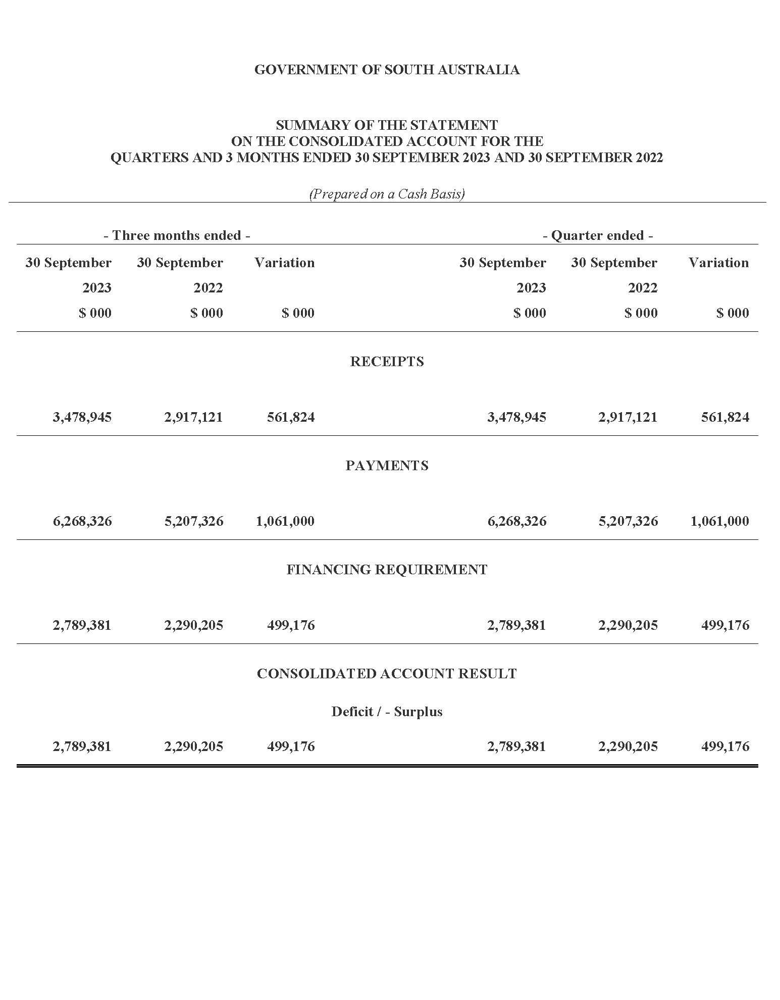 GOVERNMENT OF SOUTH AUSTRALIA
SUMMARY OF THE STATEMENT
ON THE CONSOLIDATED ACCOUNT FOR THE
QUARTERS AND 3 MONTHS ENDED 30 SEPTEMBER 2023 AND 30 SEPTEMBER 2022
(Prepared on a Cash Basis)
- Three months ended - - Quarter ended -
30 September 30 September Variation 30 September 30 September Variation
2023 2022 2023 2022
$ 000 $ 000 $ 000 $ 000 $ 000 $ 000
RECEIPTS
3,478,945 2,917,121 561,824 3,478,945 2,917,121 561,824
PAYMENTS
6,268,326 5,207,326 1,061,000 6,268,326 5,207,326 1,061,000
FINANCING REQUIREMENT
2,789,381 2,290,205 499,176 2,789,381 2,290,205 499,176
CONSOLIDATED ACCOUNT RESULT
Deficit / - Surplus
2,789,381 2,290,205 499,176 2,789,381 2,290,205 499,176